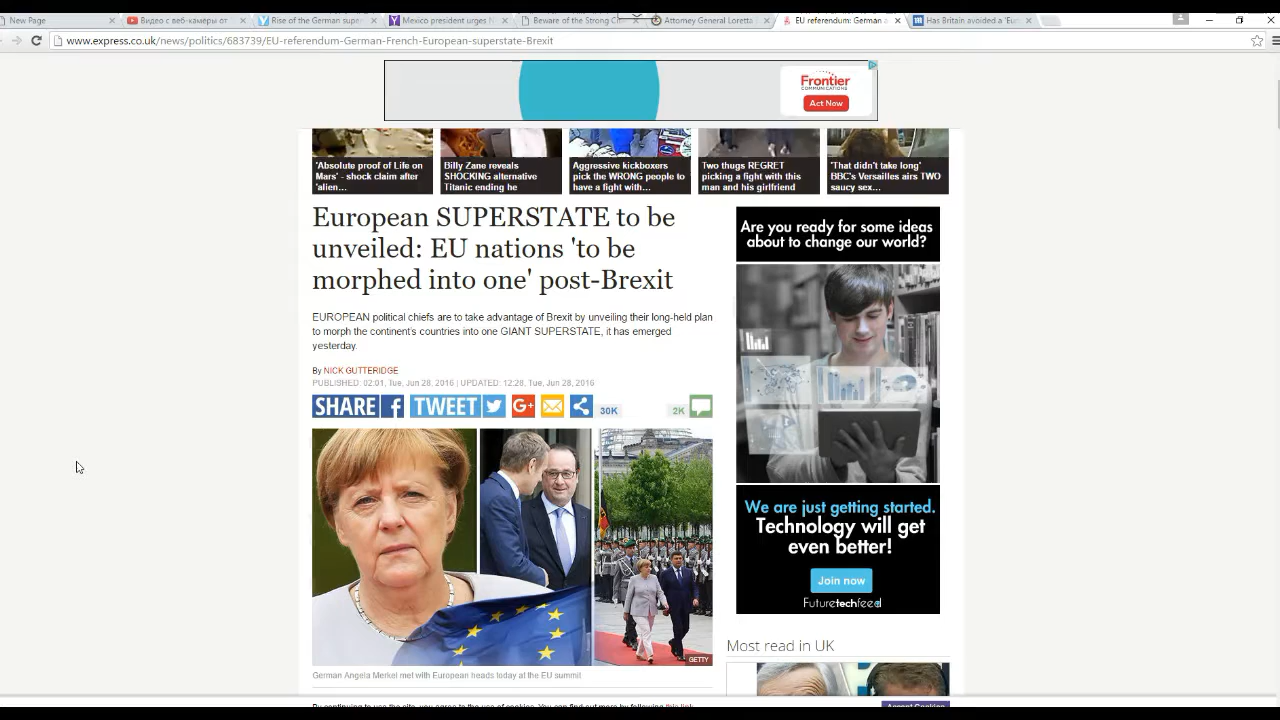 New Page
Видео с веб-камеры от
Rise of the German supe
Mexico president urges N
Beware of the Strong C
Attorney General Loretta
EU referendum: German a
Has Britain avoided a 'Eur
www.express.co.uk/news/politics/683739/EU-referendum-German-French-European-superstate-Brexit
Frontier
COMMUNICATIONS
Act Now
'Absolute proof of Life on
Mars' - shock claim after
'alien...
Billy Zane reveals
SHOCKING alternative
Titanic ending he
Aggressive kickboxers
pick the WRONG people to
have a fight with...
Two thugs REGRET
picking a fight with this
man and his girlfriend
'That didn't take long'
BBC's Versailles airs TWO
saucy sex...
European SUPERSTATE to be
unveiled: EU nations 'to be
morphed into one' post-Brexit
EUROPEAN political chiefs are to take advantage of Brexit by unveiling their long-held plan
to morph the continent's countries into one GIANT SUPERSTATE, it has emerged
yesterday.
By NICK GUTTERIDGE
PUBLISHED: 02:01, Tue, Jun 28, 2016 | UPDATED: 12:28, Tue, Jun 28, 2016
SHARE
TWEET
G+
30K
2K
GETTY
German Angela Merkel met with European heads today at the EU summit
Are you ready for some ideas
about to change our world?
We are just getting started.
Technology will get
even better!
Join now
Futuretechfeed
Most read in UK
By continuing to use the site, you agree to the use of cookies. You can find out more by following this link
Accept Cookies